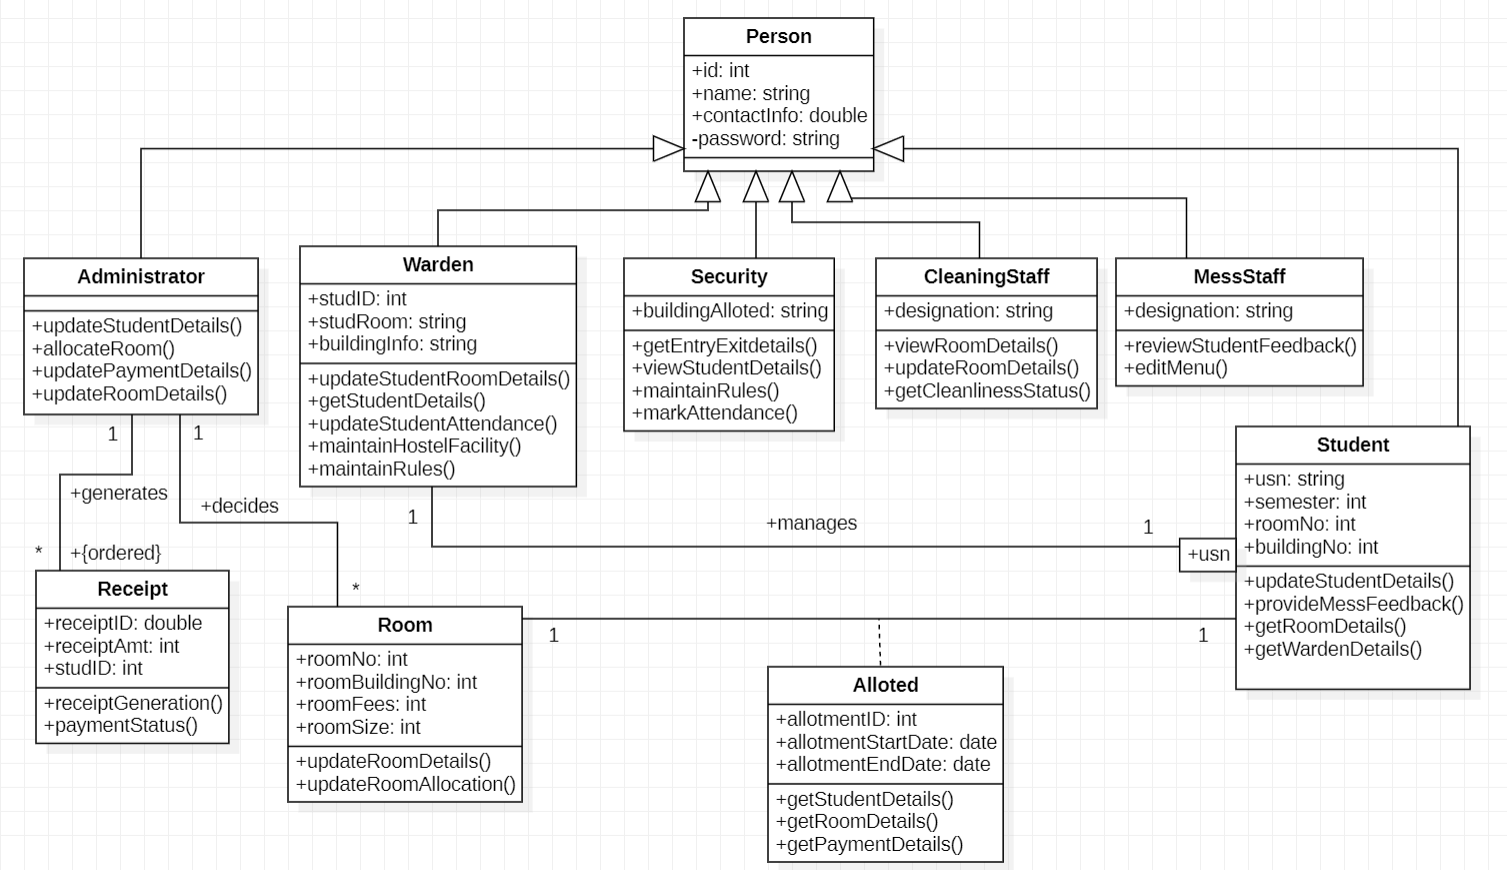 Person
+id: int
+name: string
+contactInfo: double
-password: string
Administrator
+updateStudentDetails()
+allocateRoom()
+updatePaymentDetails()
+updateRoomDetails()
Warden
+studID: int
+studRoom: string
+buildingInfo: string
+updateStudentRoomDetails()
+getStudentDetails()
+updateStudentAttendance()
+maintainHostelFacility()
+maintainRules()
Security
+buildingAlloted: string
+getEntryExitdetails()
+viewStudentDetails()
+maintainRules()
+markAttendance()
CleaningStaff
+designation: string
+viewRoomDetails()
+updateRoomDetails()
+getCleanlinessStatus()
MessStaff
+designation: string
+reviewStudentFeedback()
+editMenu()
Student
+usn: string
+semester: int
+roomNo: int
+buildingNo: int
+updateStudentDetails()
+provideMessFeedback()
+getRoomDetails()
+getWardenDetails()
1
1
+generates
+decides
*
+{ordered}
*
1
+manages
1
+usn
Receipt
+receiptID: double
+receiptAmt: int
+studID: int
+receiptGeneration()
+paymentStatus()
Room
+roomNo: int
+roomBuildingNo: int
+roomFees: int
+roomSize: int
+updateRoomDetails()
+updateRoomAllocation()
1
1
Alloted
+allotmentID: int
+allotmentStartDate: date
+allotmentEndDate: date
+getStudentDetails()
+getRoomDetails()
+getPaymentDetails()